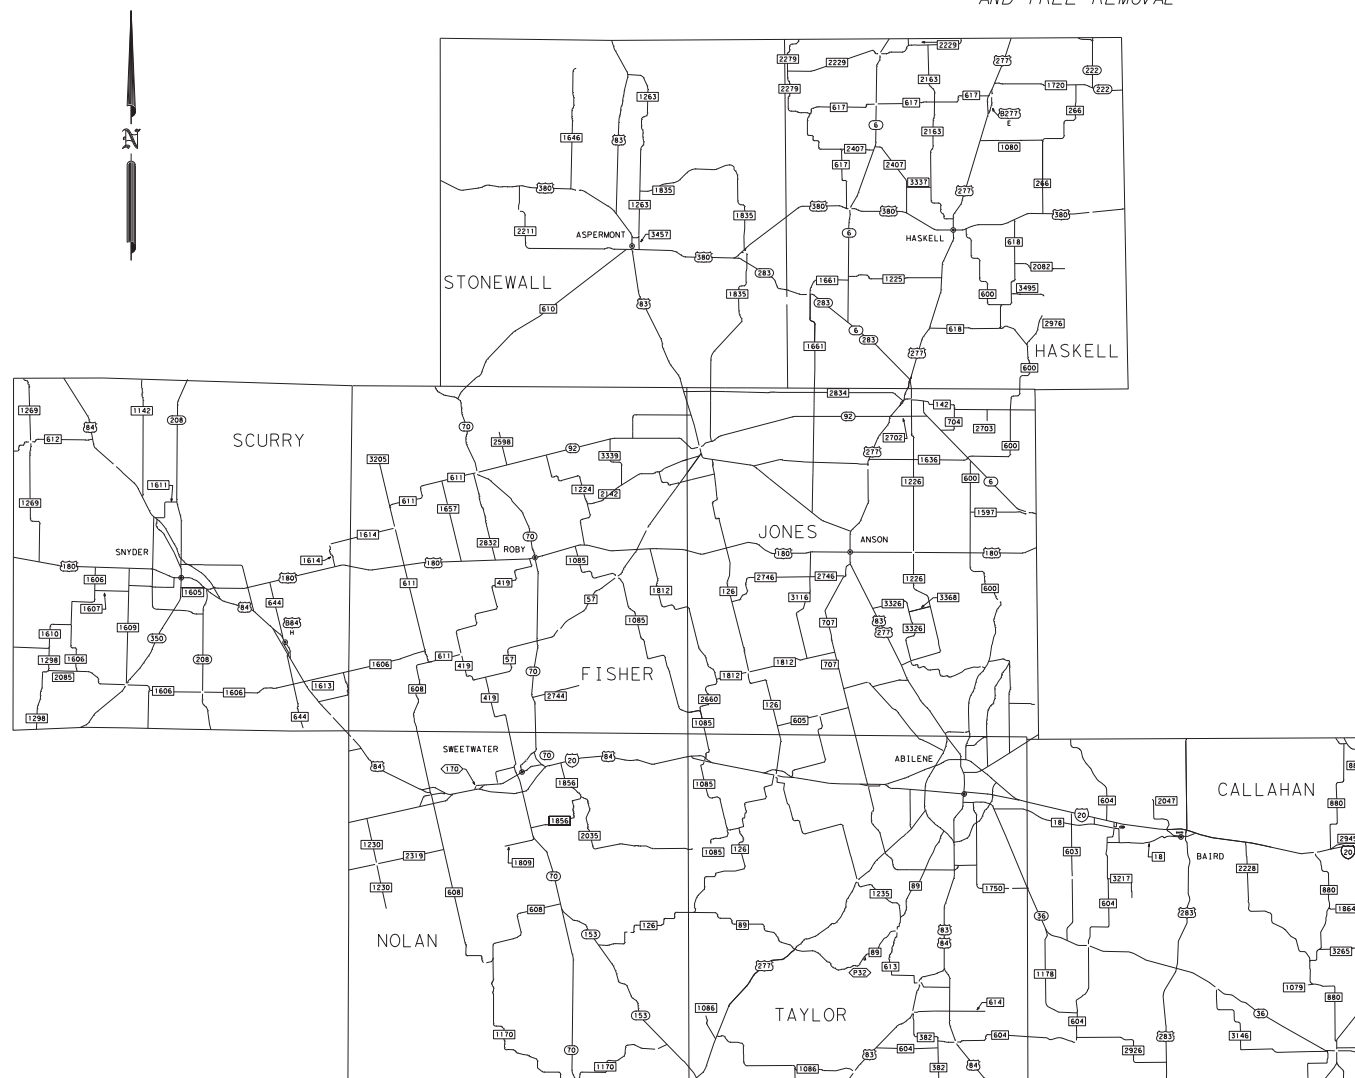 AND TREE REMOVAL
N
2229
2279 2229 277
2163 222
2279 1720 222
1263 617 617 617 266
B277
E
1646 83 6 2163
2407 1080
617 2407
380 1835 3337 277 266
1263 380 380 380
1835
2211 ASPERMONT 3457 6 HASKELL 618
380 2082
283 1661 1225
STONEWALL 1835 3495
600
610 83 283
6 618 2976
1661 283
277 HASKELL
600
1269 1142 2834 142
208 92 704
84 70 2703
612 SCURRY 2598 92 2702
3205 3339 277 600
611 1636
1611 1224 600 6
1269 611 2142 1226
1657 1597
1614 70 JONES
SNYDER 2832 ROBY ANSON
180 1614 180 1085 180 180
1606 180 611 419 2746 2746 1226
1605 644 57 1812 126 3116 3368
1607 84 3326
1609 1085 707 83
1610 350 B84 277 3326
H
1298 1606 208 1606 611 419 57 1812 707
2085 70 FISHER 1812
1606 1606 1613 608 419 2744 2660 126
1298 644 1085 605
SWEETWATER 70
84 170 20 84 ABILENE
1856 1085 CALLAHAN
604 2047 880
1856 18 20
1230 2035 2945
2319 1809 1085 126 603 18 BAIRD 20
1230 70 2228
608 1235 89 1750 3217 880
608 604 1864
153 126 89 36 283
NOLAN 83
84
277 P32 89 613 1178 3265
1079
1086 614 880
153 TAYLOR 604 36
1170 382 604 283 3146
70 83 604 2926
1170 1086 382 84